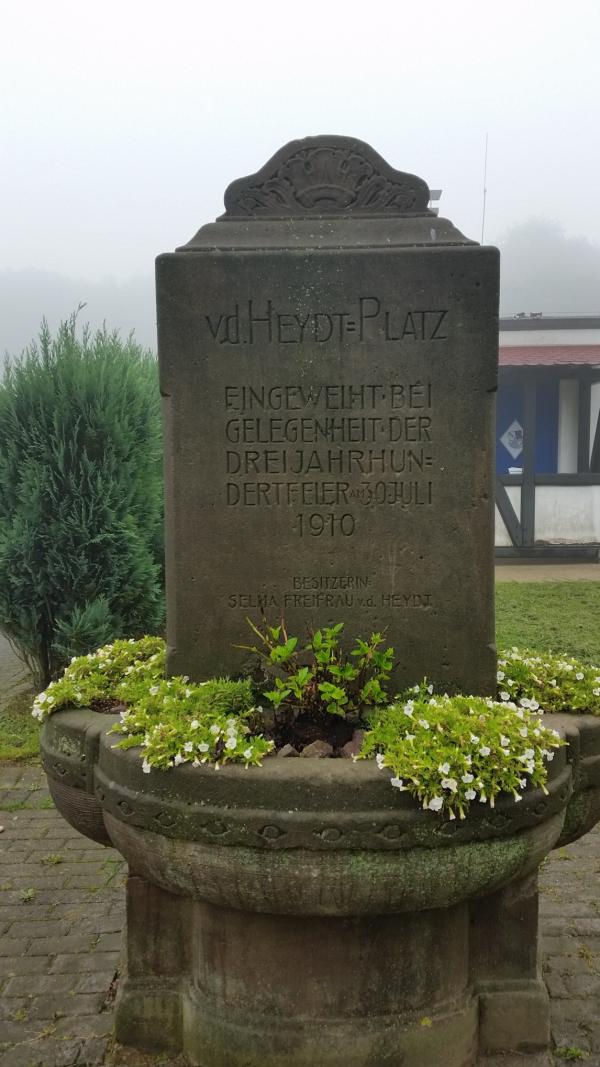 v.d. HEYDT=PLATZ
EINGEWEIHT·BEI
GELEGENHEIT·DER
DREIJAHRHUN=
DERTFEIER AM 30.JULI
·1910·
BESITZERIN:
SELMA FREIFRAU v.d. HEYDT.